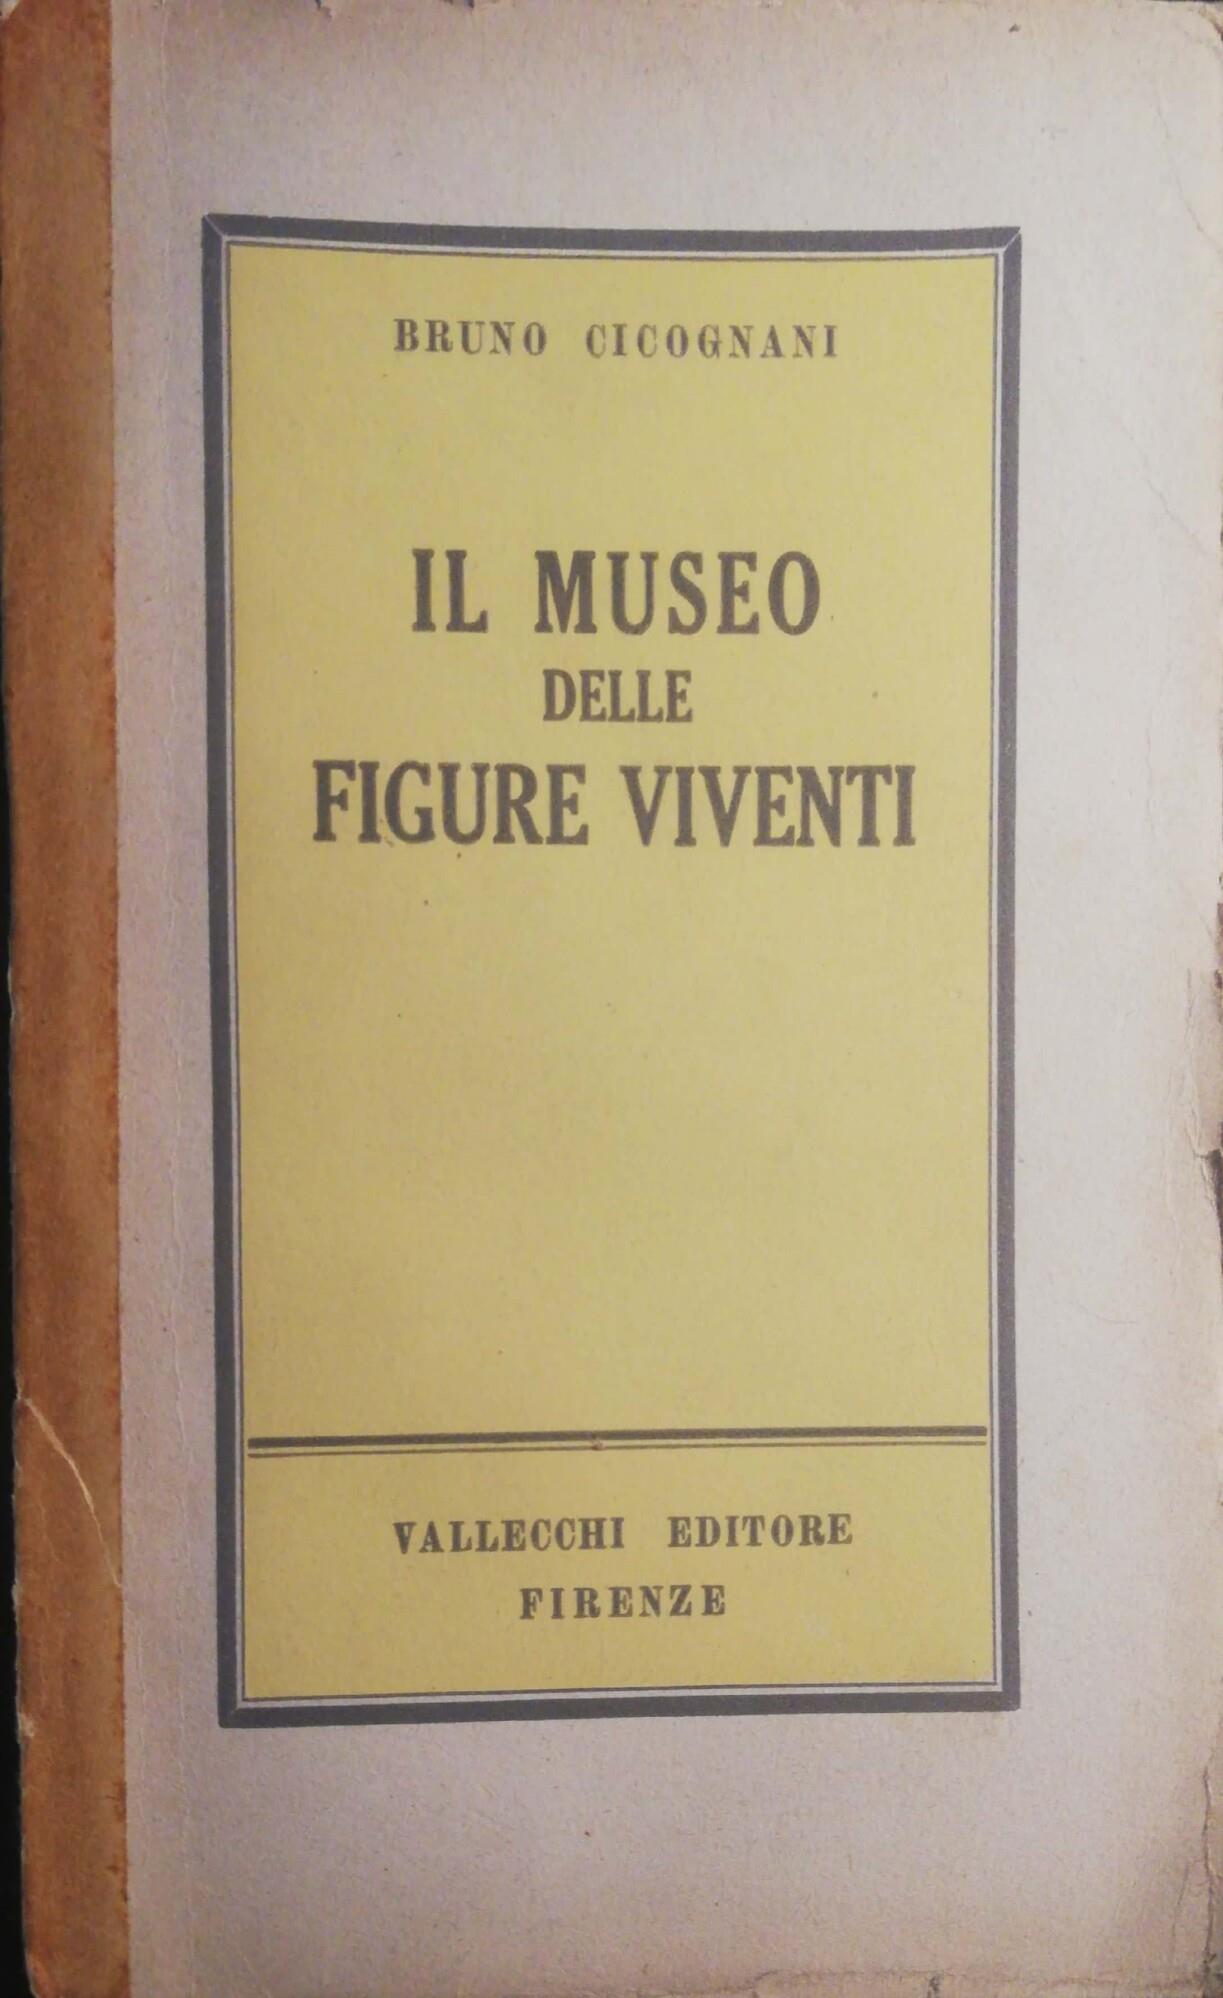 BRUNO CICOGNANI
IL MUSEO
DELLE
FIGURE VIVENTI
VALLECCHI EDITORE
FIRENZE